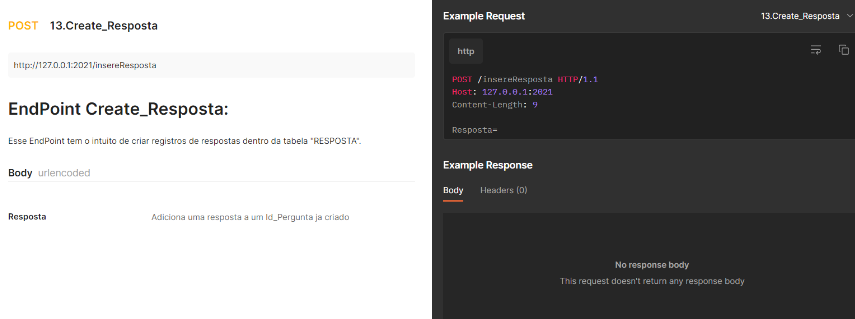 POST 13.Create_Resposta
http://127.0.0.1:2021/insereResposta
EndPoint Create_Resposta:
Esse EndPoint tem o intuito de criar registros de respostas dentro da tabela "RESPOSTA".
Body urlencoded
Resposta Adiciona uma resposta a um Id_Pergunta ja criado
Example Request 13.Create_Resposta
http
POST /insereResposta HTTP/1.1
Host: 127.0.0.1:2021
Content-Length: 9
Resposta=
Example Response
Body Headers (0)
No response body
This request doesn't return any response body